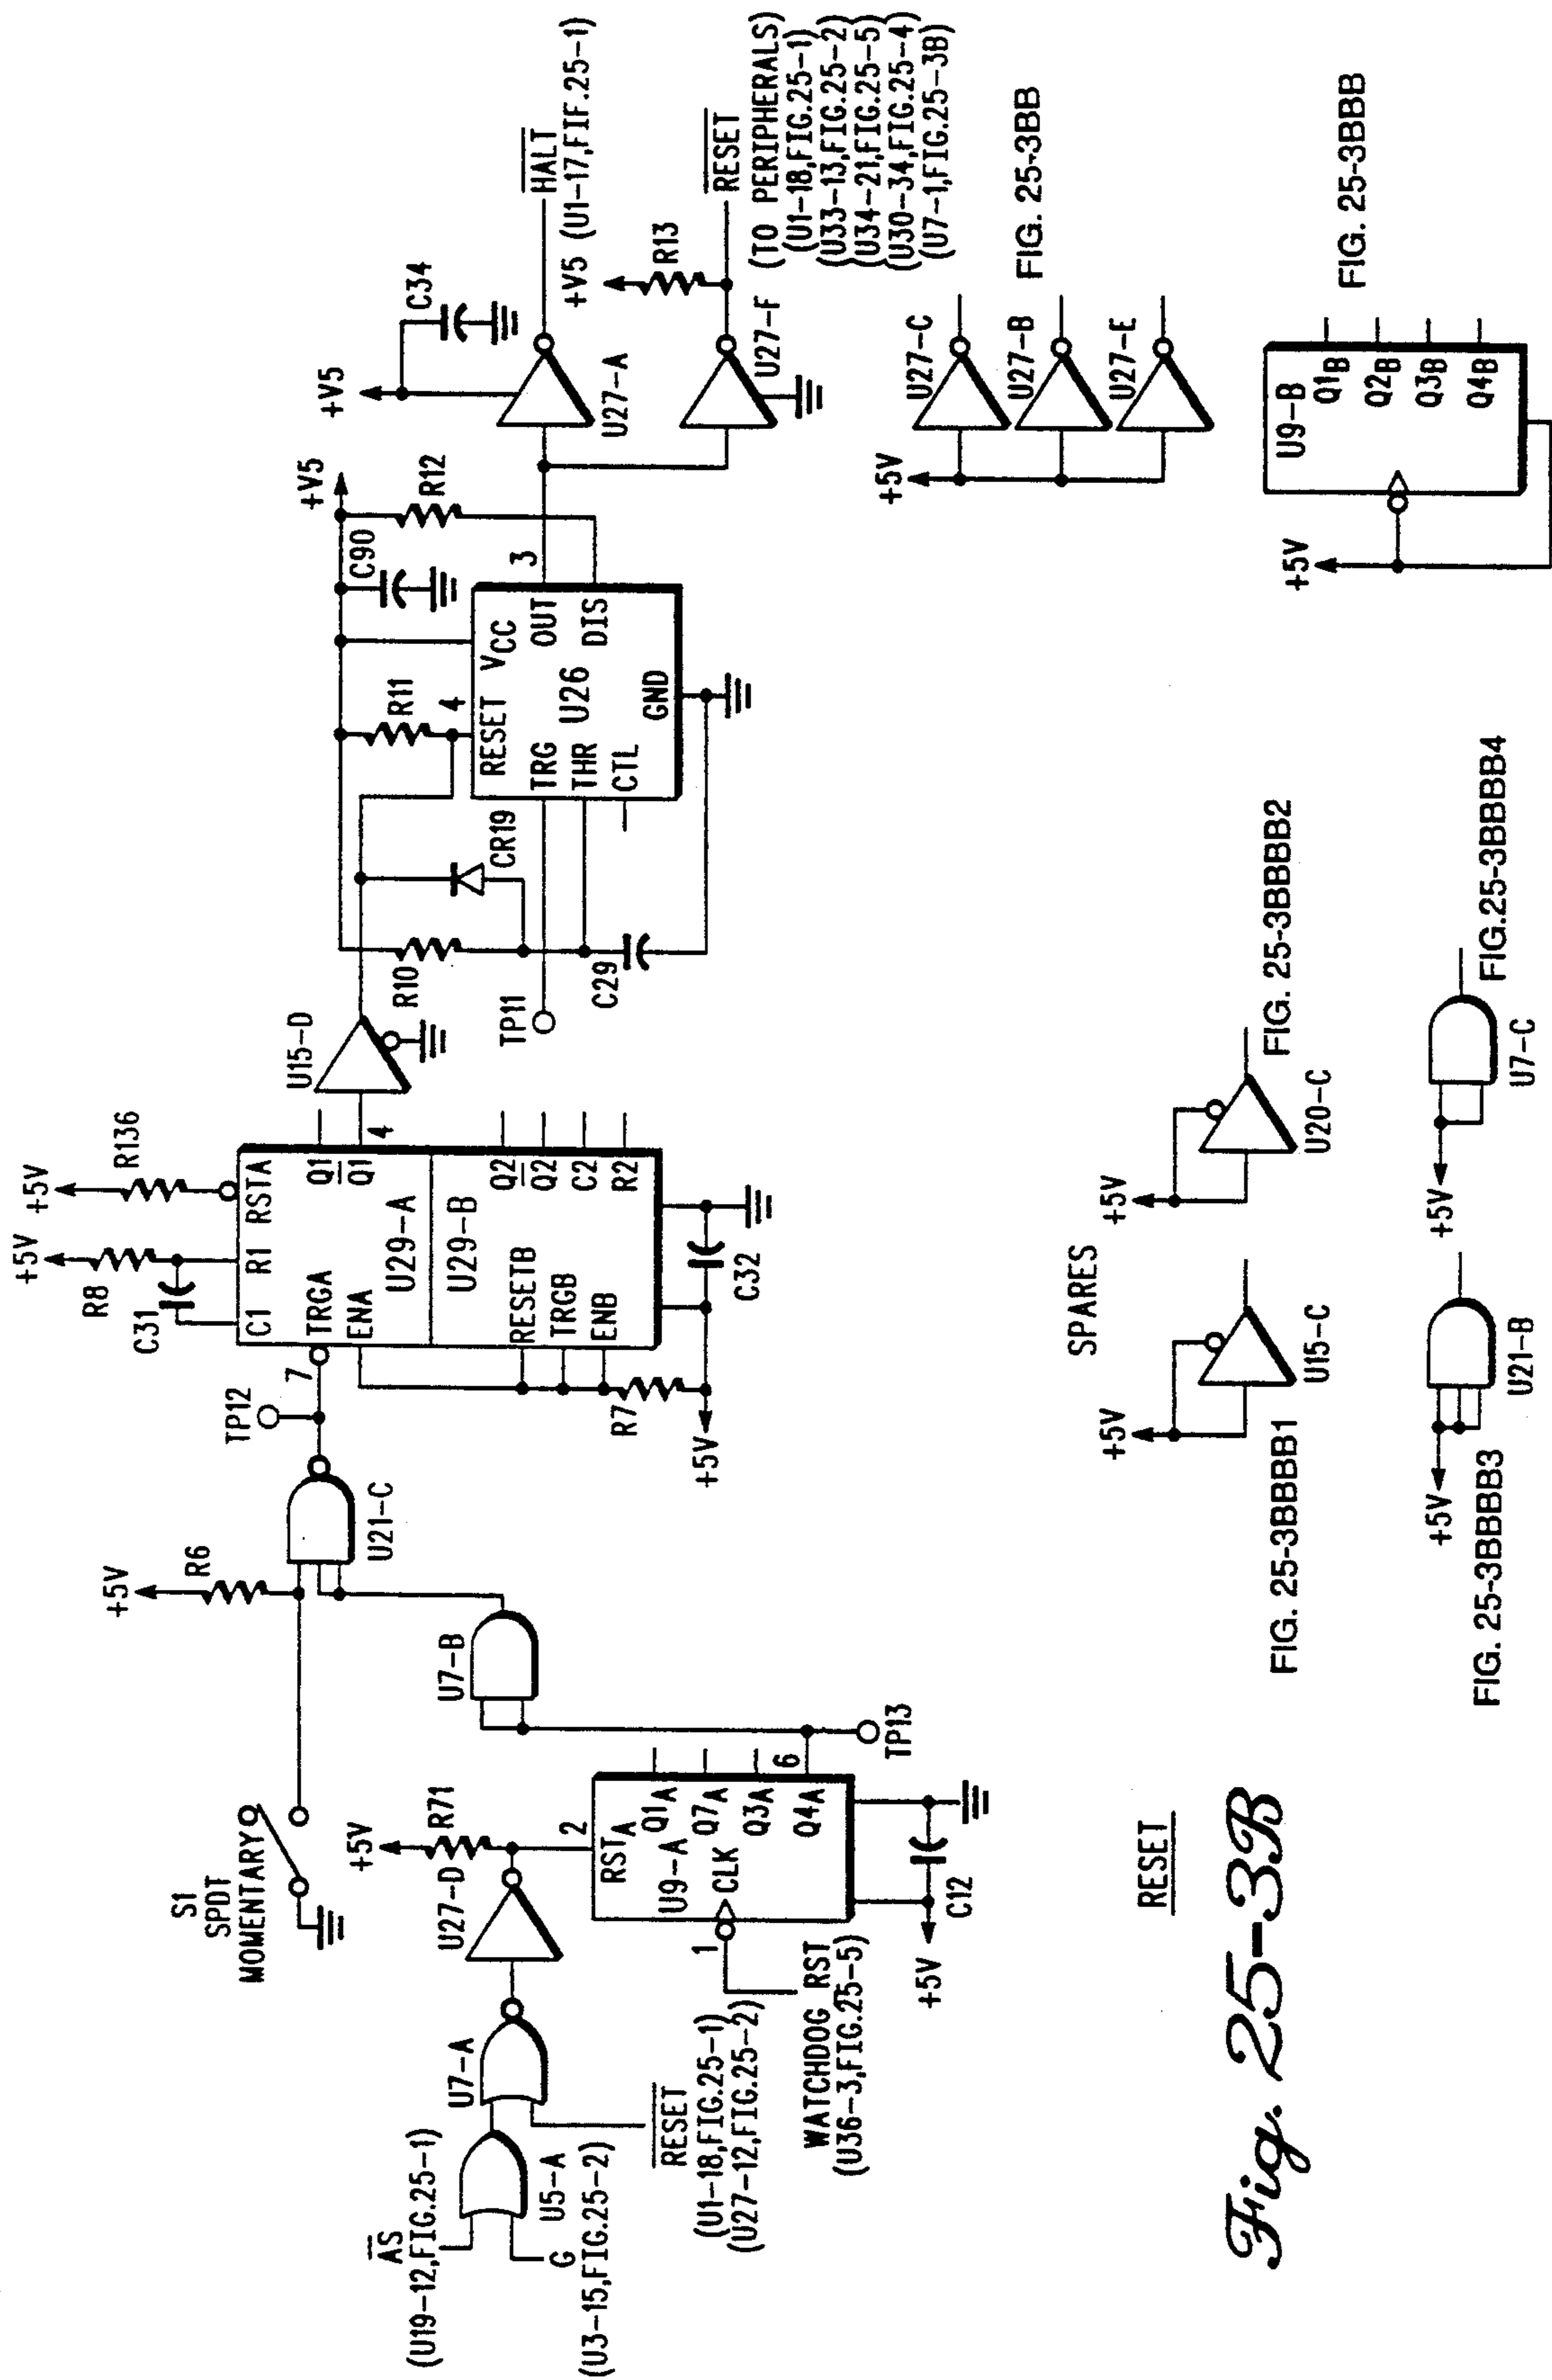 +5V
+5V
R8
R136
C31
C1
R1
RSTA
TRGA
ENA
Q1
Q1
4
U29-A
U29-B
RESETB
TRGB
ENB
Q2
Q2
C2
R2
R7
+5V
C32
TP12
7
+5V
R6
U21-C
S1
SPDT
MOMENTARY
U7-B
AS
(U19-12,FIG.25-1)
G
(U3-15,FIG.25-2)
U5-A
U7-A
RESET
(U1-18,FIG.25-1)
(U27-12,FIG.25-2)
U27-D
+5V
R71
2
RSTA
Q1A
Q7A
Q3A
Q4A
6
U9-A
CLK
1
WATCHDOG RST
(U36-3,FIG.25-5)
+5V
C12
TP13
U15-D
R10
TP11
C29
CR19
R11
4
RESET
VCC
TRG
THR
CTL
U26
OUT
DIS
GND
3
C90
R12
+V5
+V5
C34
U27-A
HALT
(U1-17,FIF.25-1)
+V5
R13
U27-F
RESET
(TO PERIPHERALS)
(U1-18,FIG.25-1)
(U33-13,FIG.25-2)
(U34-21,FIG.25-5)
(U30-34,FIG.25-4)
(U7-1,FIG.25-3B)
+5V
U27-C
U27-B
U27-E
FIG. 25-3BB
+5V
U9-B
Q1B
Q2B
Q3B
Q4B
FIG. 25-3BBB
SPARES
+5V
U15-C
FIG. 25-3BBBB1
+5V
U20-C
FIG. 25-3BBBB2
+5V
U21-B
FIG. 25-3BBBB3
+5V
U7-C
FIG.25-3BBBB4
RESET
Fig. 25-3B